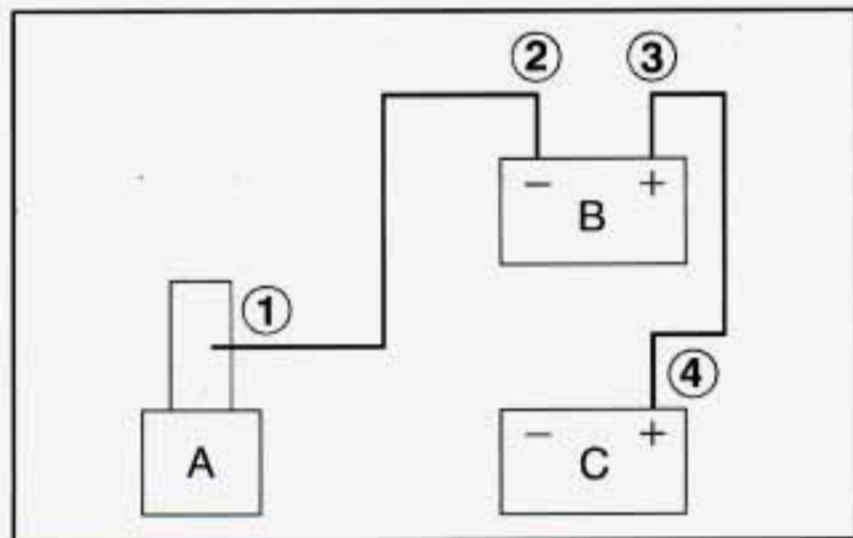 ② ③
− +
B
①
④
− +
A C